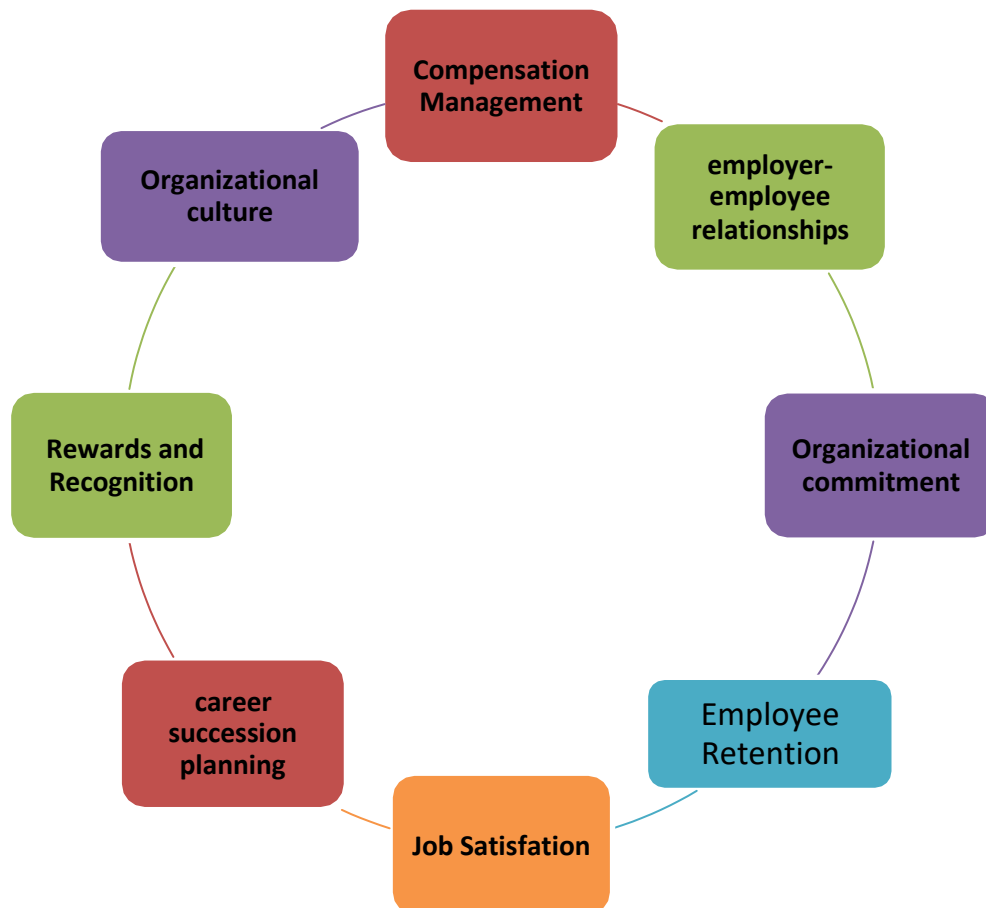 Compensation
Management
employer-
employee
relationships
Organizational
commitment
Employee
Retention
Job Satisfation
career
succession
planning
Rewards and
Recognition
Organizational
culture